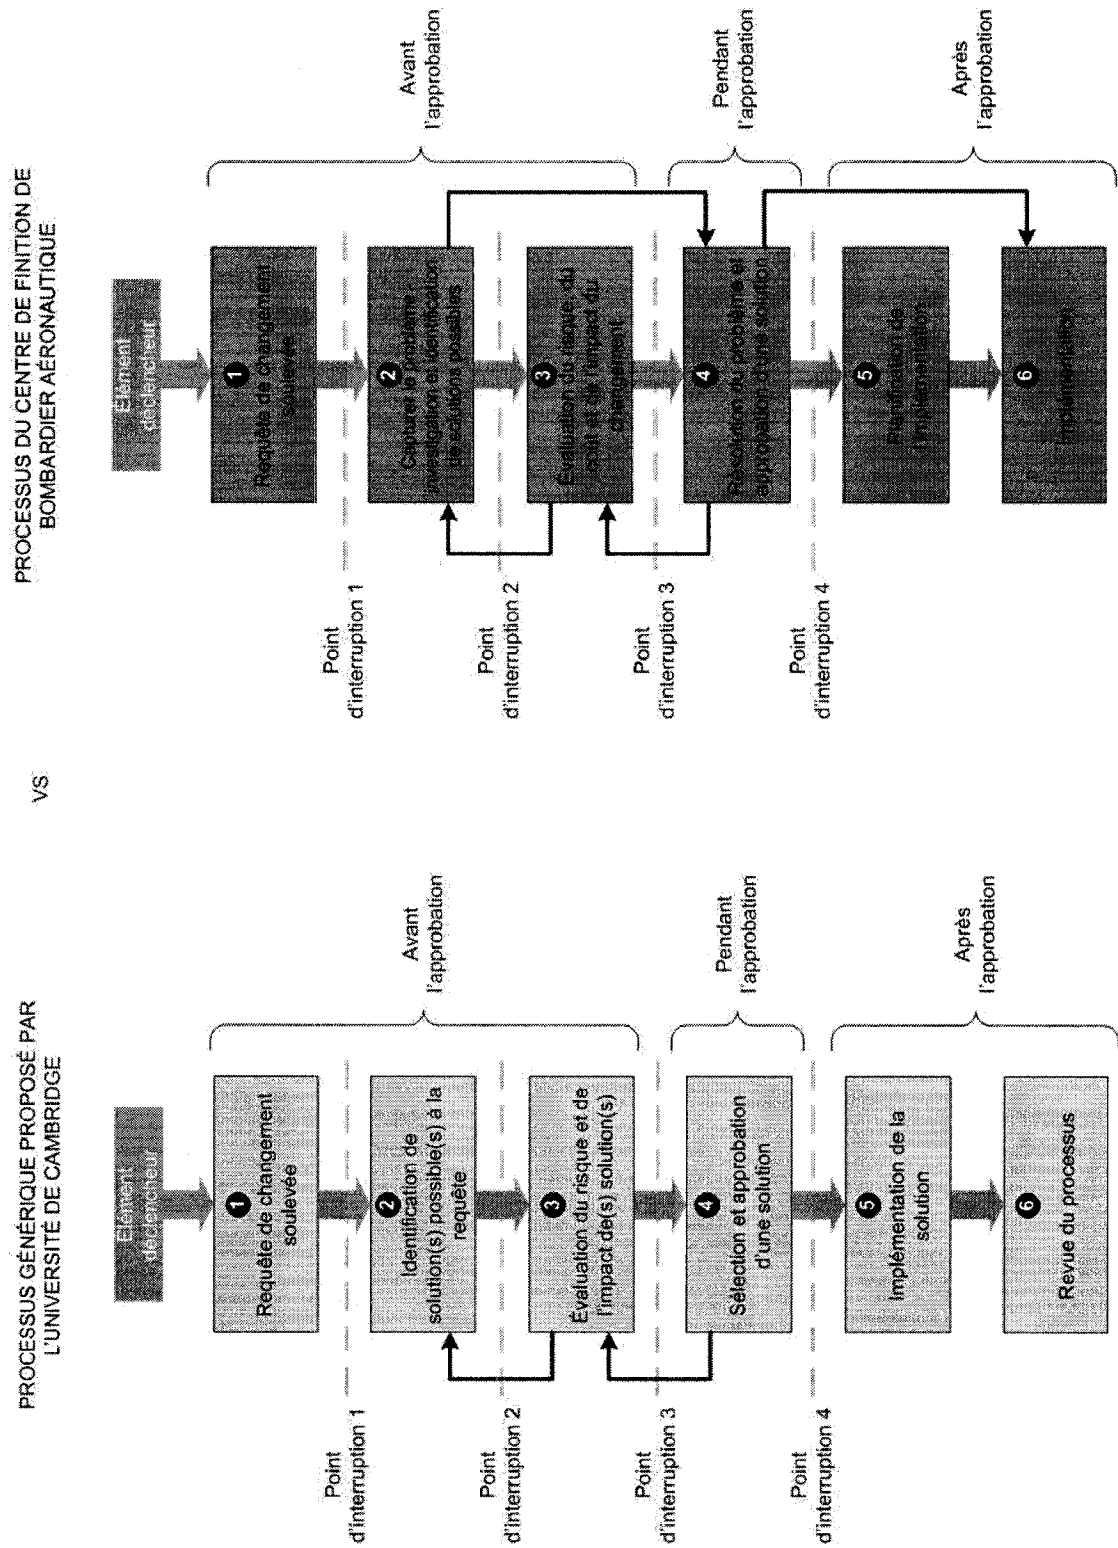 PROCESSUS GÉNÉRIQUE PROPOSÉ PAR
L'UNIVERSITÉ DE CAMBRIDGE
Élément
déclencheur
1
Requête de changement
soulevée
Point
d'interruption 1
2
Identification de
solution(s) possible(s) à la
requête
Point
d'interruption 2
3
Évaluation du risque et de
l'impact de(s) solution(s)
Point
d'interruption 3
4
Sélection et approbation
d'une solution
Point
d'interruption 4
5
Implémentation de la
solution
6
Revue du processus
Avant
l'approbation
Pendant
l'approbation
Après
l'approbation
VS
PROCESSUS DU CENTRE DE FINITION DE
BOMBARDIER AÉRONAUTIQUE
Élément
déclencheur
1
Requête de changement
soulevée
Point
d'interruption 1
2
Capturer le problème -
investigation et identification
de solutions possibles
Point
d'interruption 2
3
Évaluation du risque, du
coût et de l'impact du
changement
Point
d'interruption 3
4
Résolution du problème et
approbation d'une solution
Point
d'interruption 4
5
Planification de
l'implémentation
6
Implémentation
Avant
l'approbation
Pendant
l'approbation
Après
l'approbation